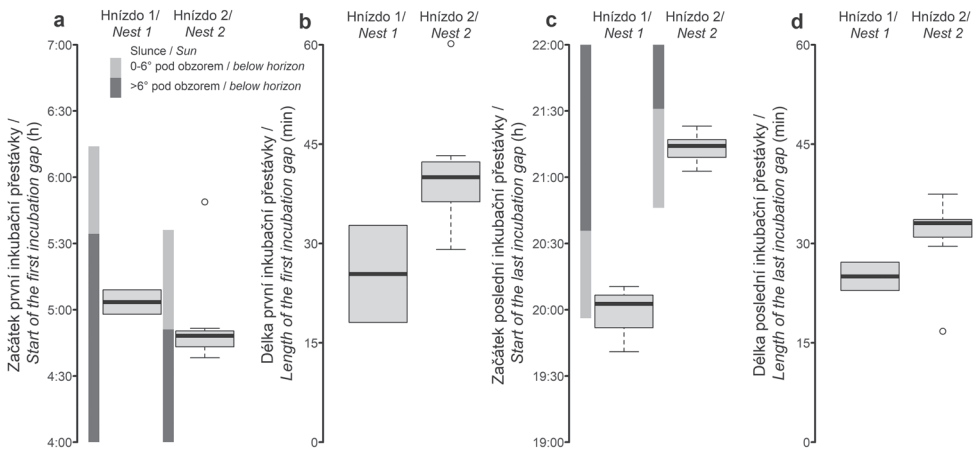 a
Hnízdo 1/
Nest 1
Hnízdo 2/
Nest 2
Slunce / Sun
0-6° pod obzorem / below horizon
>6° pod obzorem / below horizon
Začátek první inkubační přestávky /
Start of the first incubation gap (h)
7:00
6:30
6:00
5:30
5:00
4:30
4:00
b
Hnízdo 1/
Nest 1
Hnízdo 2/
Nest 2
Délka první inkubační přestávky /
Length of the first incubation gap (min)
60
45
30
15
0
c
Hnízdo 1/
Nest 1
Hnízdo 2/
Nest 2
Začátek poslední inkubační přestávky /
Start of the last incubation gap (h)
22:00
21:30
21:00
20:30
20:00
19:30
19:00
d
Hnízdo 1/
Nest 1
Hnízdo 2/
Nest 2
Délka poslední inkubační přestávky /
Length of the last incubation gap (min)
60
45
30
15
0